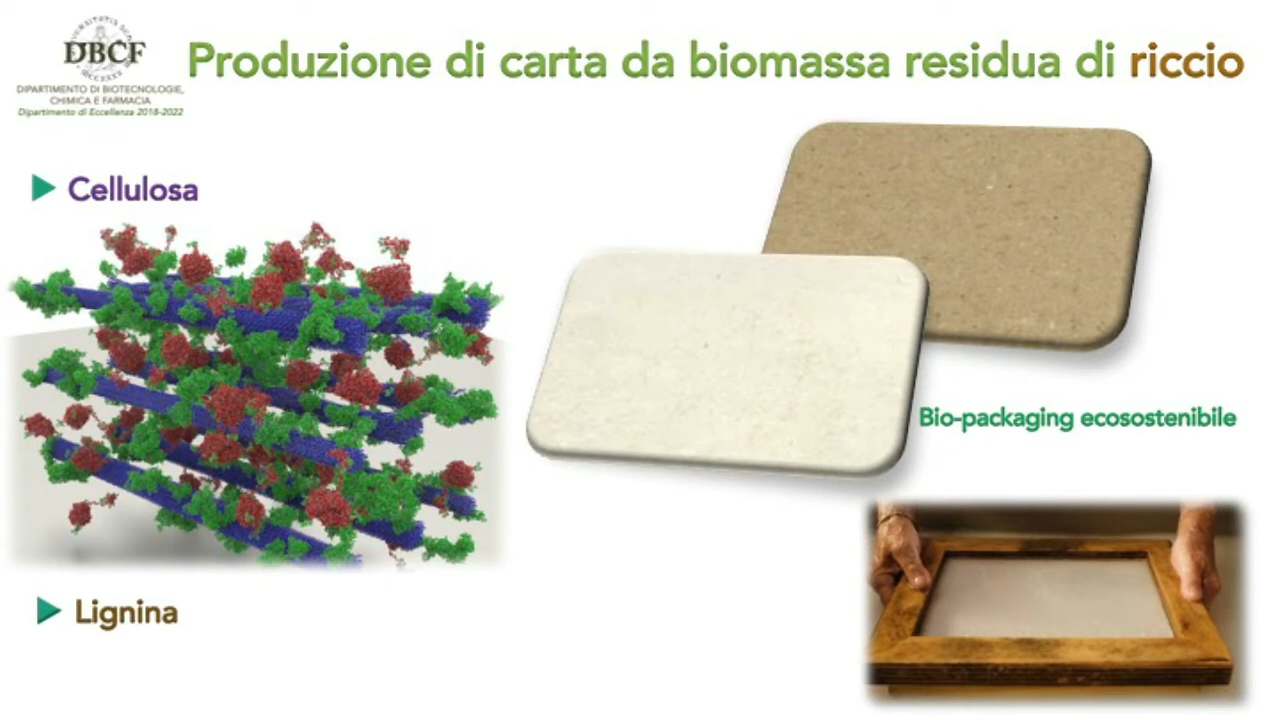 DBCF
DIPARTIMENTO DI BIOTECNOLOGIE,
CHIMICA E FARMACIA
Dipartimento di Eccellenza 2018-2022
Produzione di carta da biomassa residua di riccio
Cellulosa
Bio-packaging ecosostenibile
Lignina